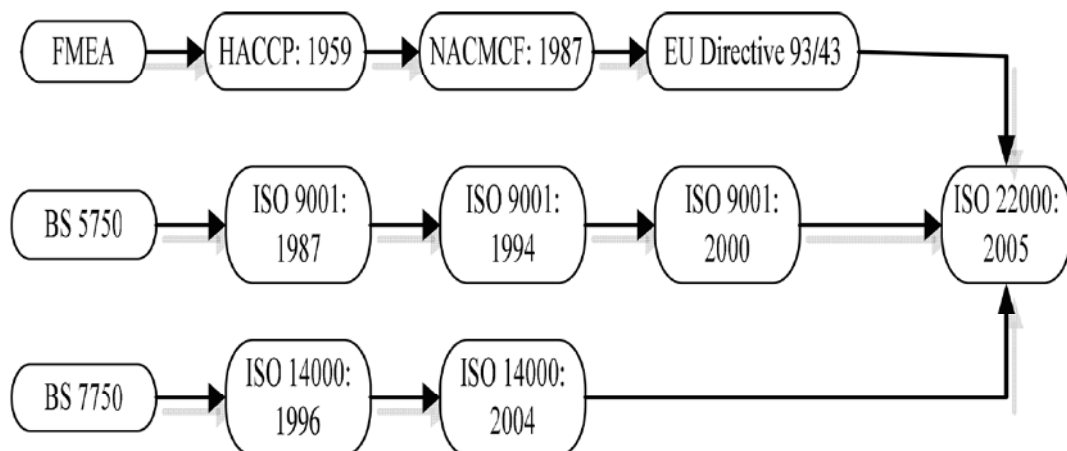 FMEA
HACCP: 1959
NACMCF: 1987
EU Directive 93/43
BS 5750
ISO 9001:
1987
ISO 9001:
1994
ISO 9001:
2000
ISO 22000:
2005
BS 7750
ISO 14000:
1996
ISO 14000:
2004